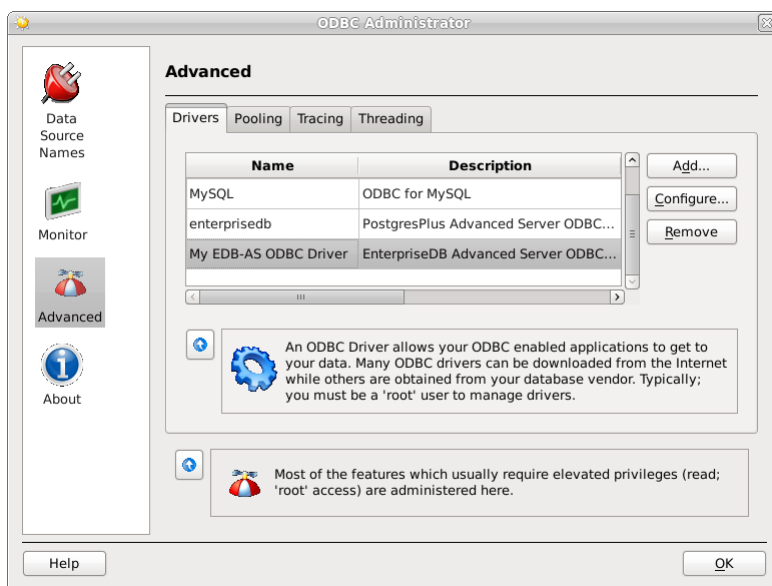 ODBC Administrator
Data
Source
Names
Monitor
Advanced
About
Advanced
Drivers Pooling Tracing Threading
Name Description
MySQL ODBC for MySQL
enterprisedb PostgresPlus Advanced Server ODBC...
My EDB-AS ODBC Driver EnterpriseDB Advanced Server ODBC...
Add...
Configure...
Remove
An ODBC Driver allows your ODBC enabled applications to get to
your data. Many ODBC drivers can be downloaded from the Internet
while others are obtained from your database vendor. Typically;
you must be a 'root' user to manage drivers.
Most of the features which usually require elevated privileges (read;
'root' access) are administered here.
Help
OK